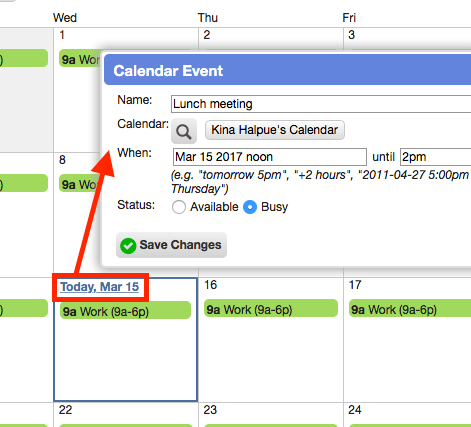 Wed Thu Fri
1 2 3
9a Work
Calendar Event
Name: Lunch meeting
Calendar: Kina Halpue's Calendar
When: Mar 15 2017 noon until 2pm
(e.g. "tomorrow 5pm", "+2 hours", "2011-04-27 5:00pm
Thursday")
Status: Available Busy
Save Changes
8
9a Wo
Today, Mar 15 16 17
9a Work (9a-6p) 9a Work (9a-6p) 9a Work (9a-6p)
22 23 24